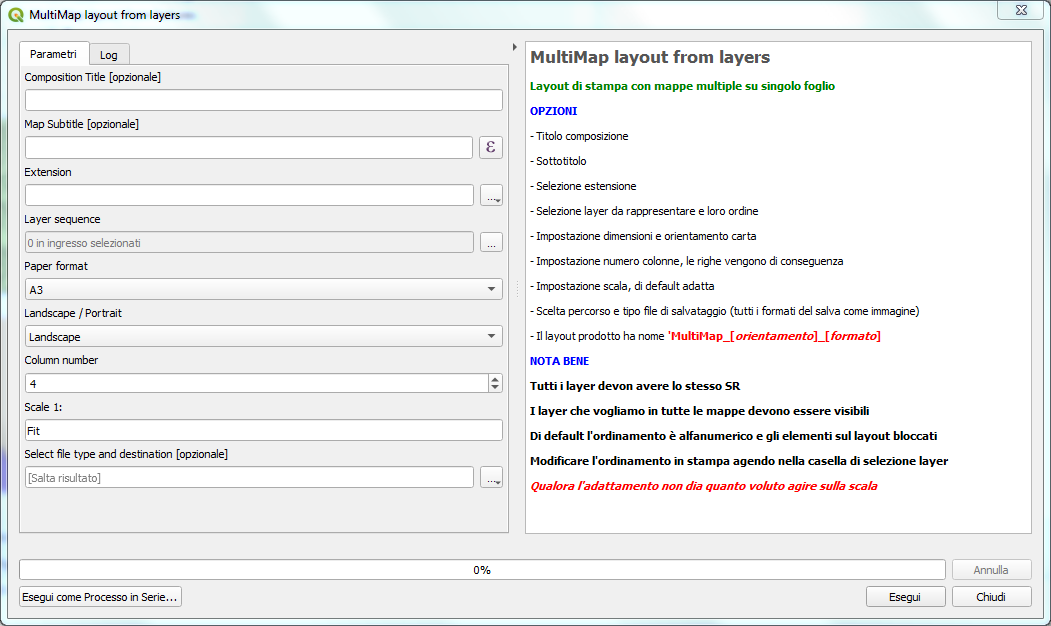 MultiMap layout from layers
Parametri
Log
Composition Title [opzionale]
Map Subtitle [opzionale]
ε
Extension
...
Layer sequence
0 in ingresso selezionati
...
Paper format
A3
Landscape / Portrait
Landscape
Column number
4
Scale 1:
Fit
Select file type and destination [opzionale]
[Salta risultato]
...
MultiMap layout from layers
Layout di stampa con mappe multiple su singolo foglio
OPZIONI
- Titolo composizione
- Sottotitolo
- Selezione estensione
- Selezione layer da rappresentare e loro ordine
- Impostazione dimensioni e orientamento carta
- Impostazione numero colonne, le righe vengono di conseguenza
- Impostazione scala, di default adatta
- Scelta percorso e tipo file di salvataggio (tutti i formati del salva come immagine)
- Il layout prodotto ha nome 'MultiMap_[orientamento]_[formato]
NOTA BENE
Tutti i layer devon avere lo stesso SR
I layer che vogliamo in tutte le mappe devono essere visibili
Di default l'ordinamento è alfanumerico e gli elementi sul layout bloccati
Modificare l'ordinamento in stampa agendo nella casella di selezione layer
Qualora l'adattamento non dia quanto voluto agire sulla scala
0%
Annulla
Esegui come Processo in Serie...
Esegui
Chiudi